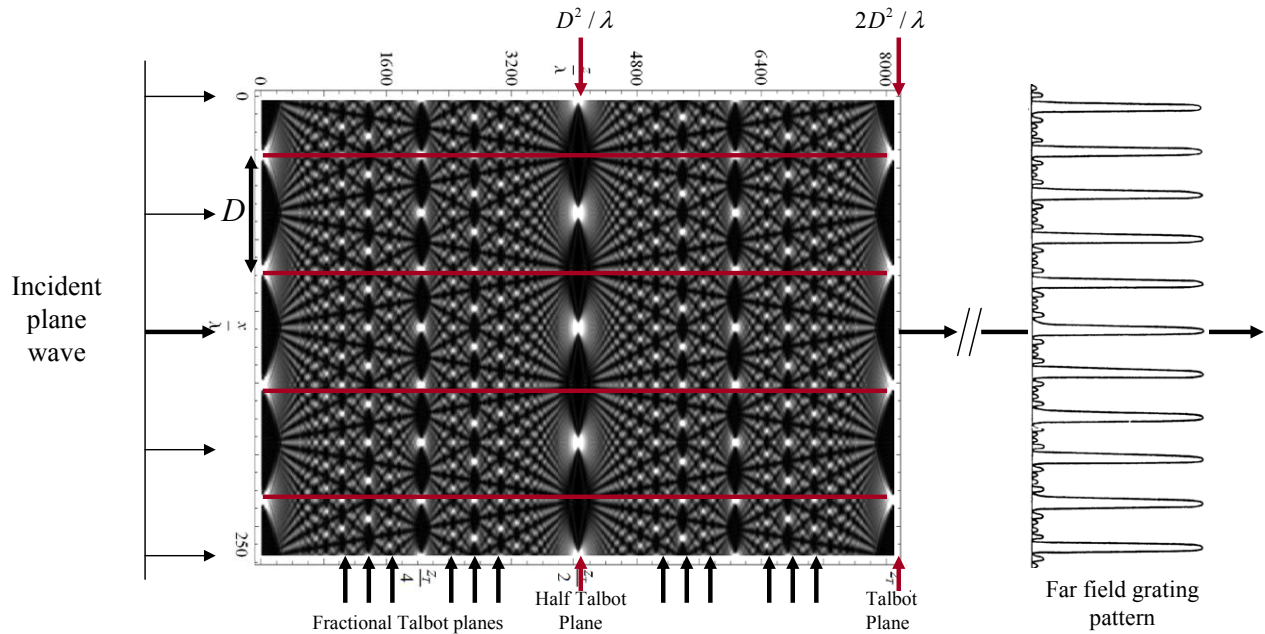 D² / λ
2D² / λ
0
1600
3200
z/λ
4800
6400
8000
0
D
Incident
plane
wave
x/λ
250
z_T/4
z_T/2
z_T
Fractional Talbot planes
Half Talbot
Plane
Talbot
Plane
Far field grating
pattern